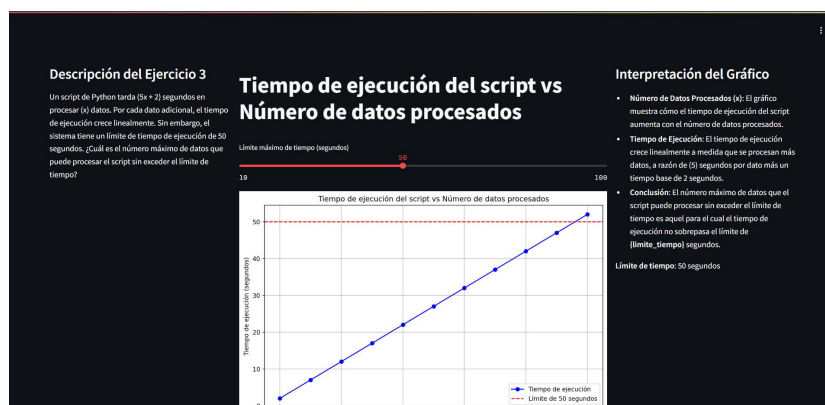 Descripción del Ejercicio 3
Un script de Python tarda (5x + 2) segundos en
procesar (x) datos. Por cada dato adicional, el tiempo
de ejecución crece linealmente. Sin embargo, el
sistema tiene un límite de tiempo de ejecución de 50
segundos. ¿Cuál es el número máximo de datos que
puede procesar el script sin exceder el límite de
tiempo?
Tiempo de ejecución del script vs
Número de datos procesados
Límite máximo de tiempo (segundos)
50
10
100
Tiempo de ejecución del script vs Número de datos procesados
Tiempo de ejecución (segundos)
50
40
30
20
10
0
Tiempo de ejecución
Límite de 50 segundos
Interpretación del Gráfico
• Número de Datos Procesados (x): El gráfico
muestra cómo el tiempo de ejecución del script
aumenta con el número de datos procesados.
• Tiempo de Ejecución: El tiempo de ejecución
crece linealmente a medida que se procesan más
datos, a razón de (5) segundos por dato más un
tiempo base de 2 segundos.
• Conclusión: El número máximo de datos que el
script puede procesar sin exceder el límite de
tiempo es aquel para el cual el tiempo de
ejecución no sobrepasa el límite de
{limite_tiempo} segundos.
Límite de tiempo: 50 segundos